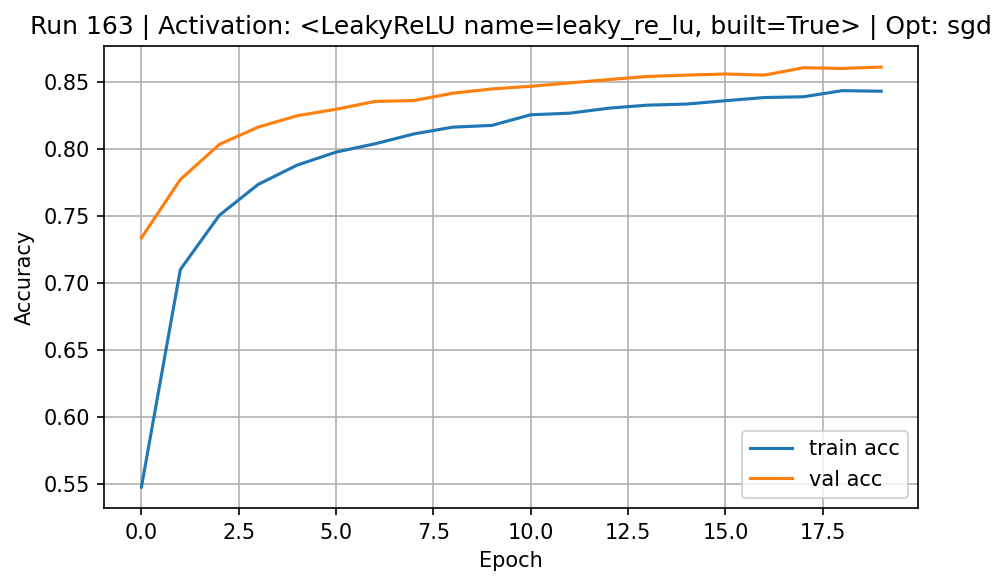 Run 163 | Activation: <LeakyReLU name=leaky_re_lu, built=True> | Opt: sgd
0.85
0.80
0.75
0.70
0.65
0.60
0.55
Accuracy
train acc
val acc
0.0 2.5 5.0 7.5 10.0 12.5 15.0 17.5
Epoch